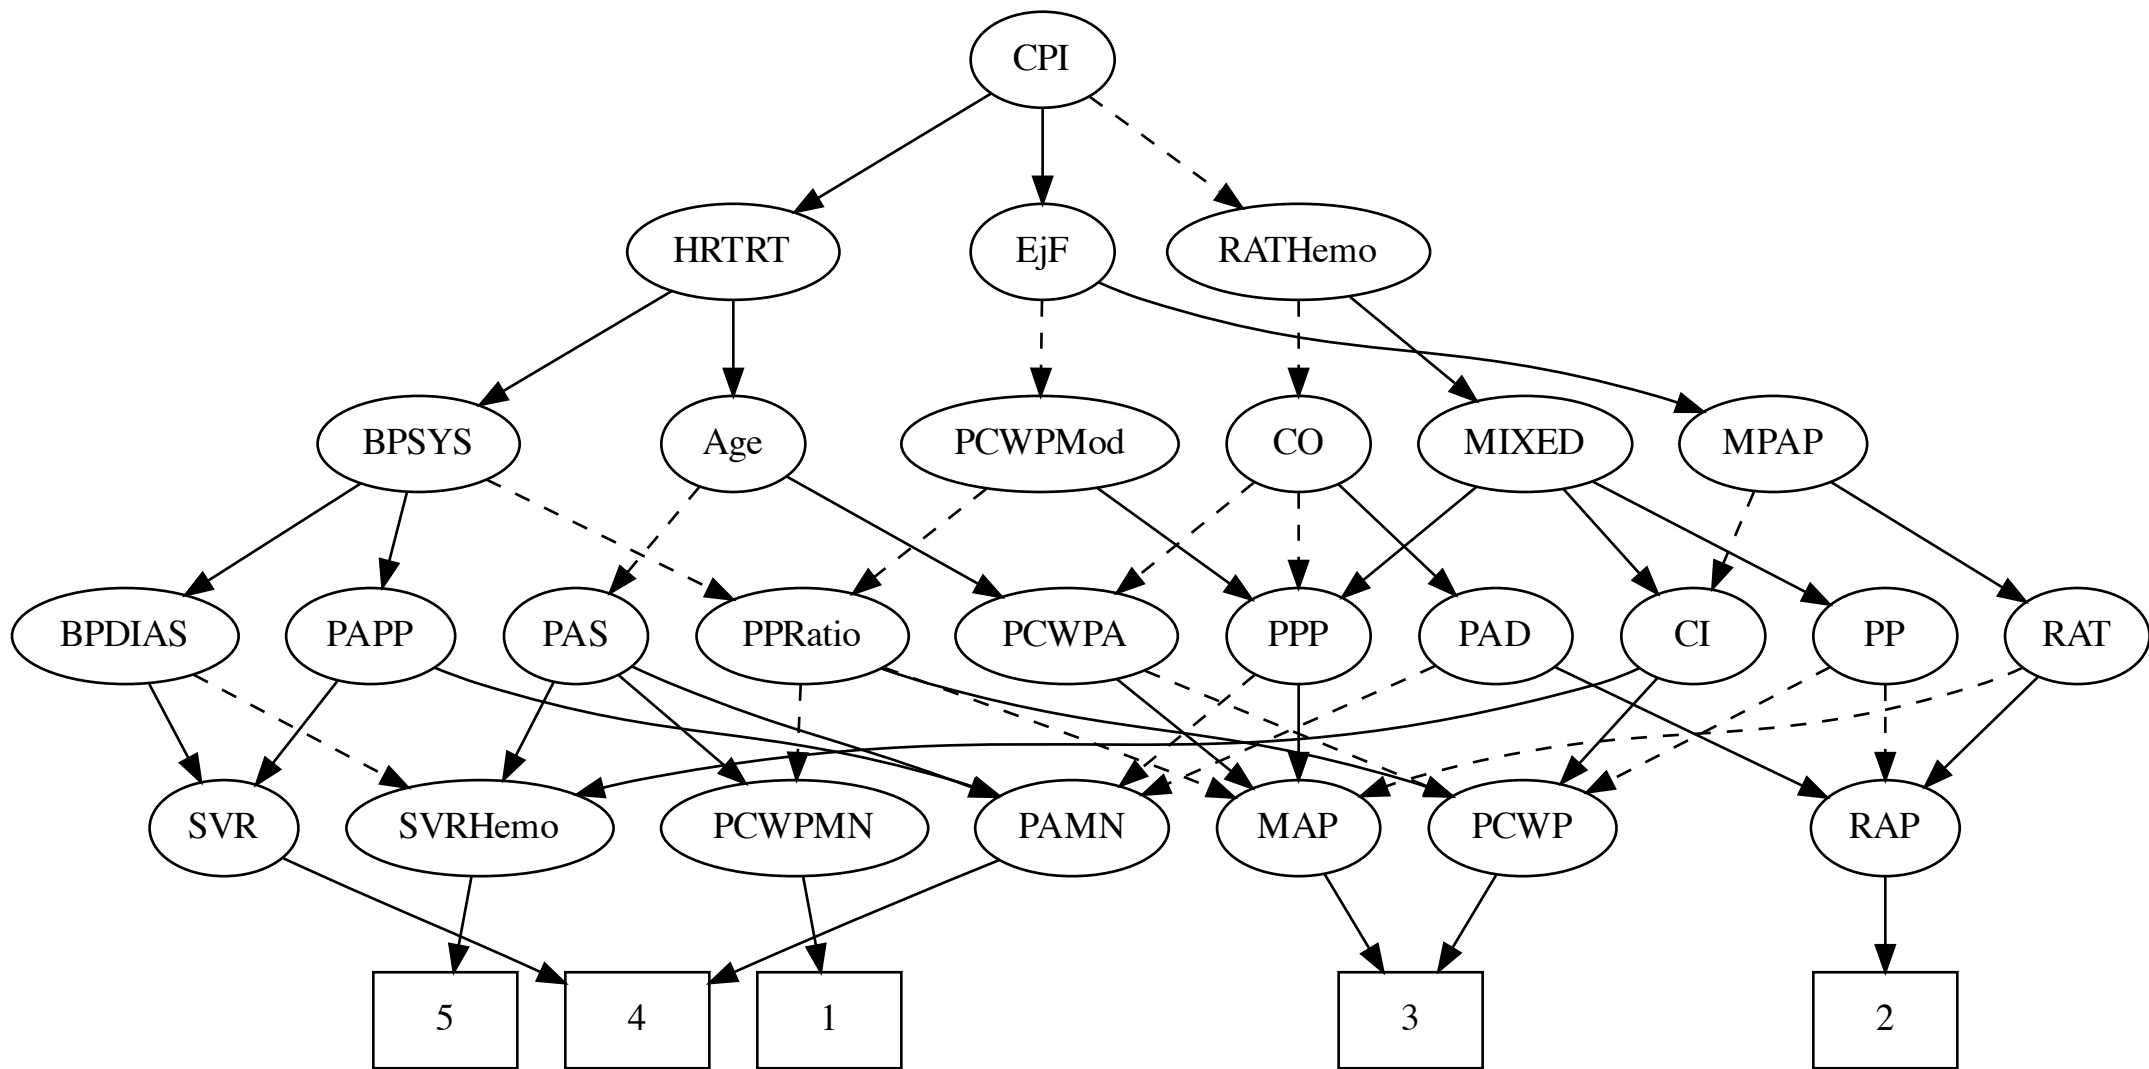 CPI
HRTRT
EjF
RATHemo
BPSYS
Age
PCWPMod
CO
MIXED
MPAP
BPDIAS
PAPP
PAS
PPRatio
PCWPA
PPP
PAD
CI
PP
RAT
SVR
SVRHemo
PCWPMN
PAMN
MAP
PCWP
RAP
5
4
1
3
2